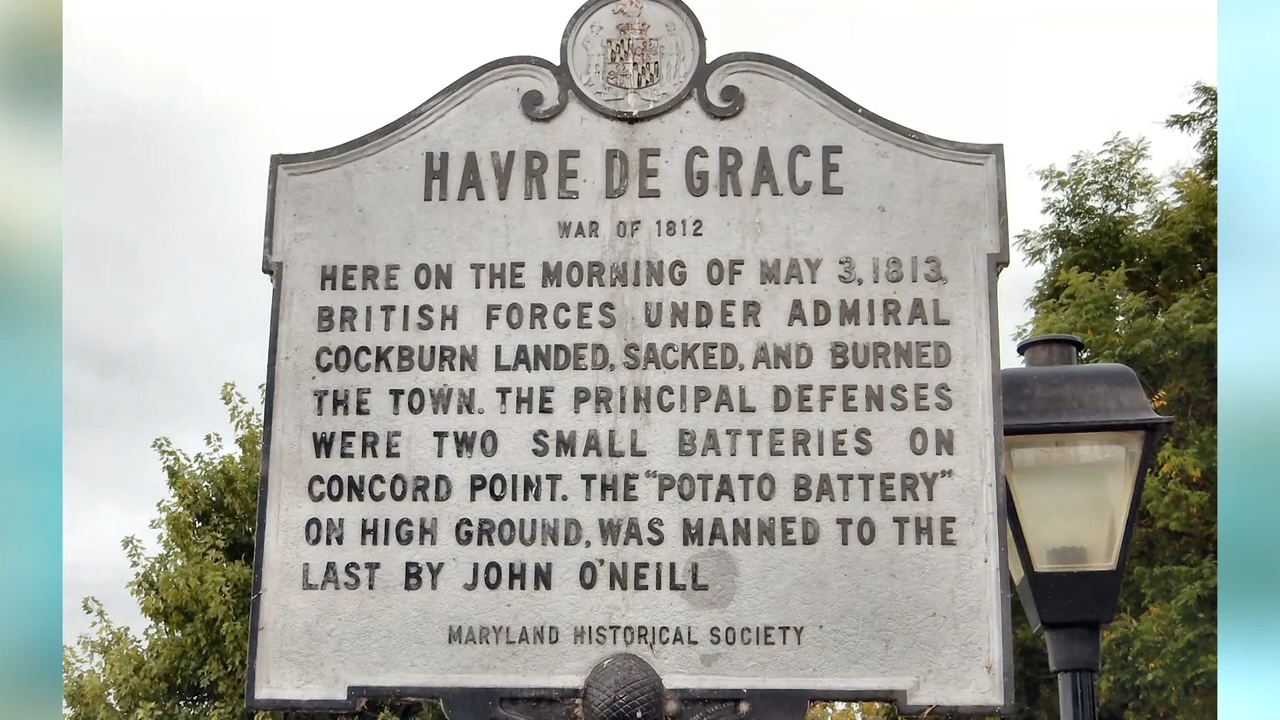 HAVRE DE GRACE
WAR OF 1812
HERE ON THE MORNING OF MAY 3, 1813,
BRITISH FORCES UNDER ADMIRAL
COCKBURN LANDED, SACKED, AND BURNED
THE TOWN. THE PRINCIPAL DEFENSES
WERE TWO SMALL BATTERIES ON
CONCORD POINT. THE "POTATO BATTERY"
ON HIGH GROUND, WAS MANNED TO THE
LAST BY JOHN O'NEILL
MARYLAND HISTORICAL SOCIETY